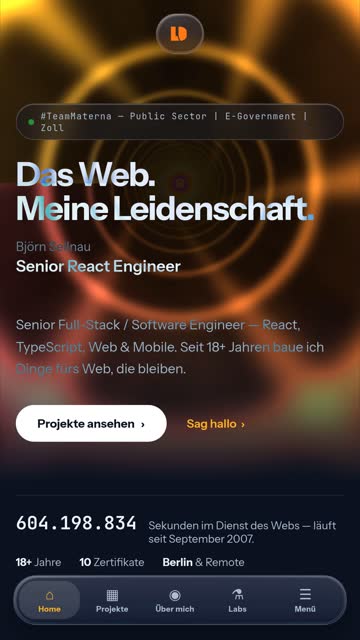 #TeamMaterna — Public Sector | E-Government |
Zoll
Das Web.
Meine Leidenschaft.
Björn
Senior React Engineer
Senior Full-Stack / Software Engineer — React,
TypeScript, Web & Mobile. Seit 18+ Jahren baue ich
Dinge fürs Web, die bleiben.
Projekte ansehen ›
Sag hallo ›
604.198.834
Sekunden im Dienst des Webs — läuft
seit September 2007.
18+ Jahre 10 Zertifikate Berlin & Remote
Home Projekte Über mich Labs Menü